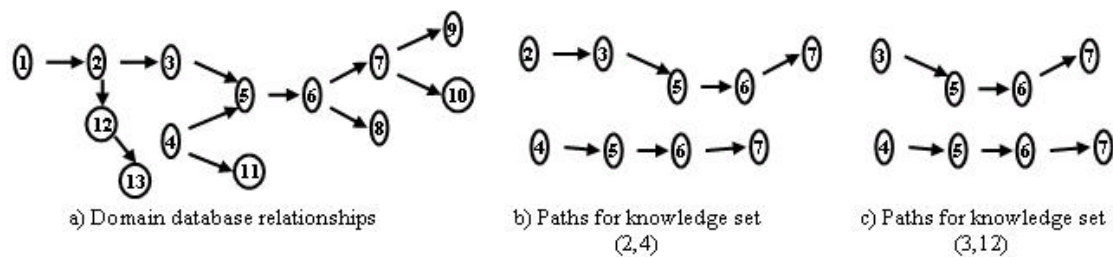 1 2 3 5 4 6 7 9 10 8 12 13 11
a) Domain database relationships
2 3 5 6 7
4 5 6 7
b) Paths for knowledge set
(2,4)
3 5 6 7
4 5 6 7
c) Paths for knowledge set
(3,12)